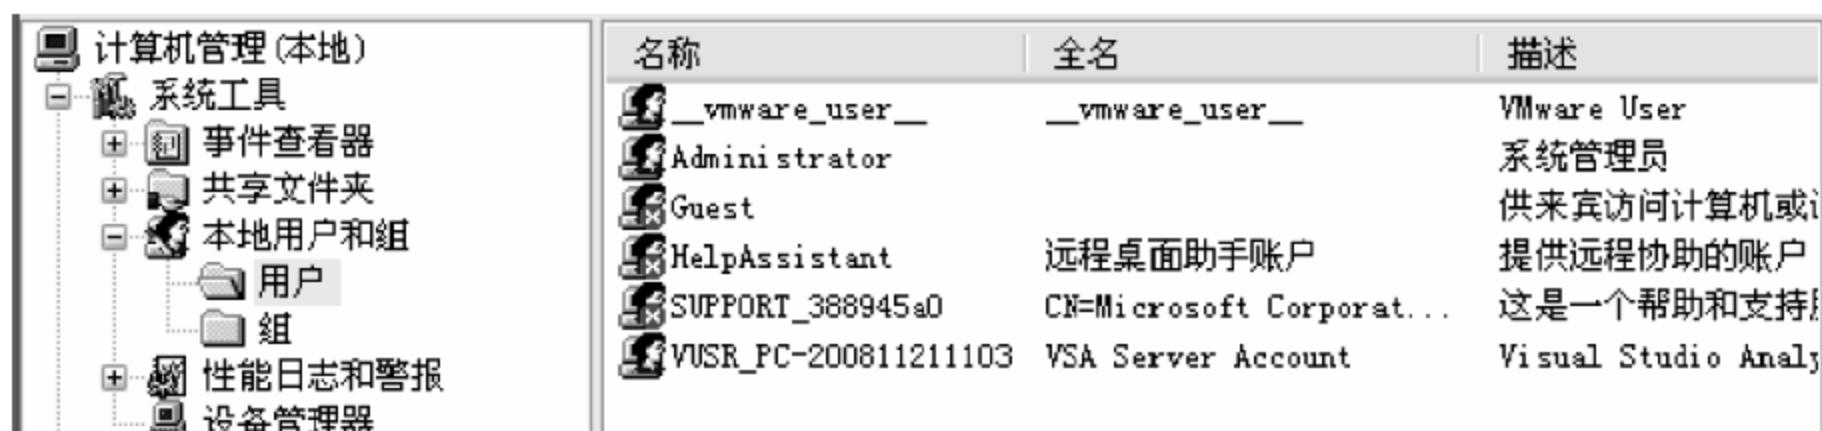 计算机管理(本地)
系统工具
事件查看器
共享文件夹
本地用户和组
用户
组
性能日志和警报
设备管理器
名称 全名 描述
__vmware_user__ __vmware_user__ VMware User
Administrator 系统管理员
Guest 供来宾访问计算机或
HelpAssistant 远程桌面助手账户 提供远程协助的账户
SUPPORT_388945a0 CN=Microsoft Corporat... 这是一个帮助和支持
VUSR_PC-200811211103 VSA Server Account Visual Studio Analy